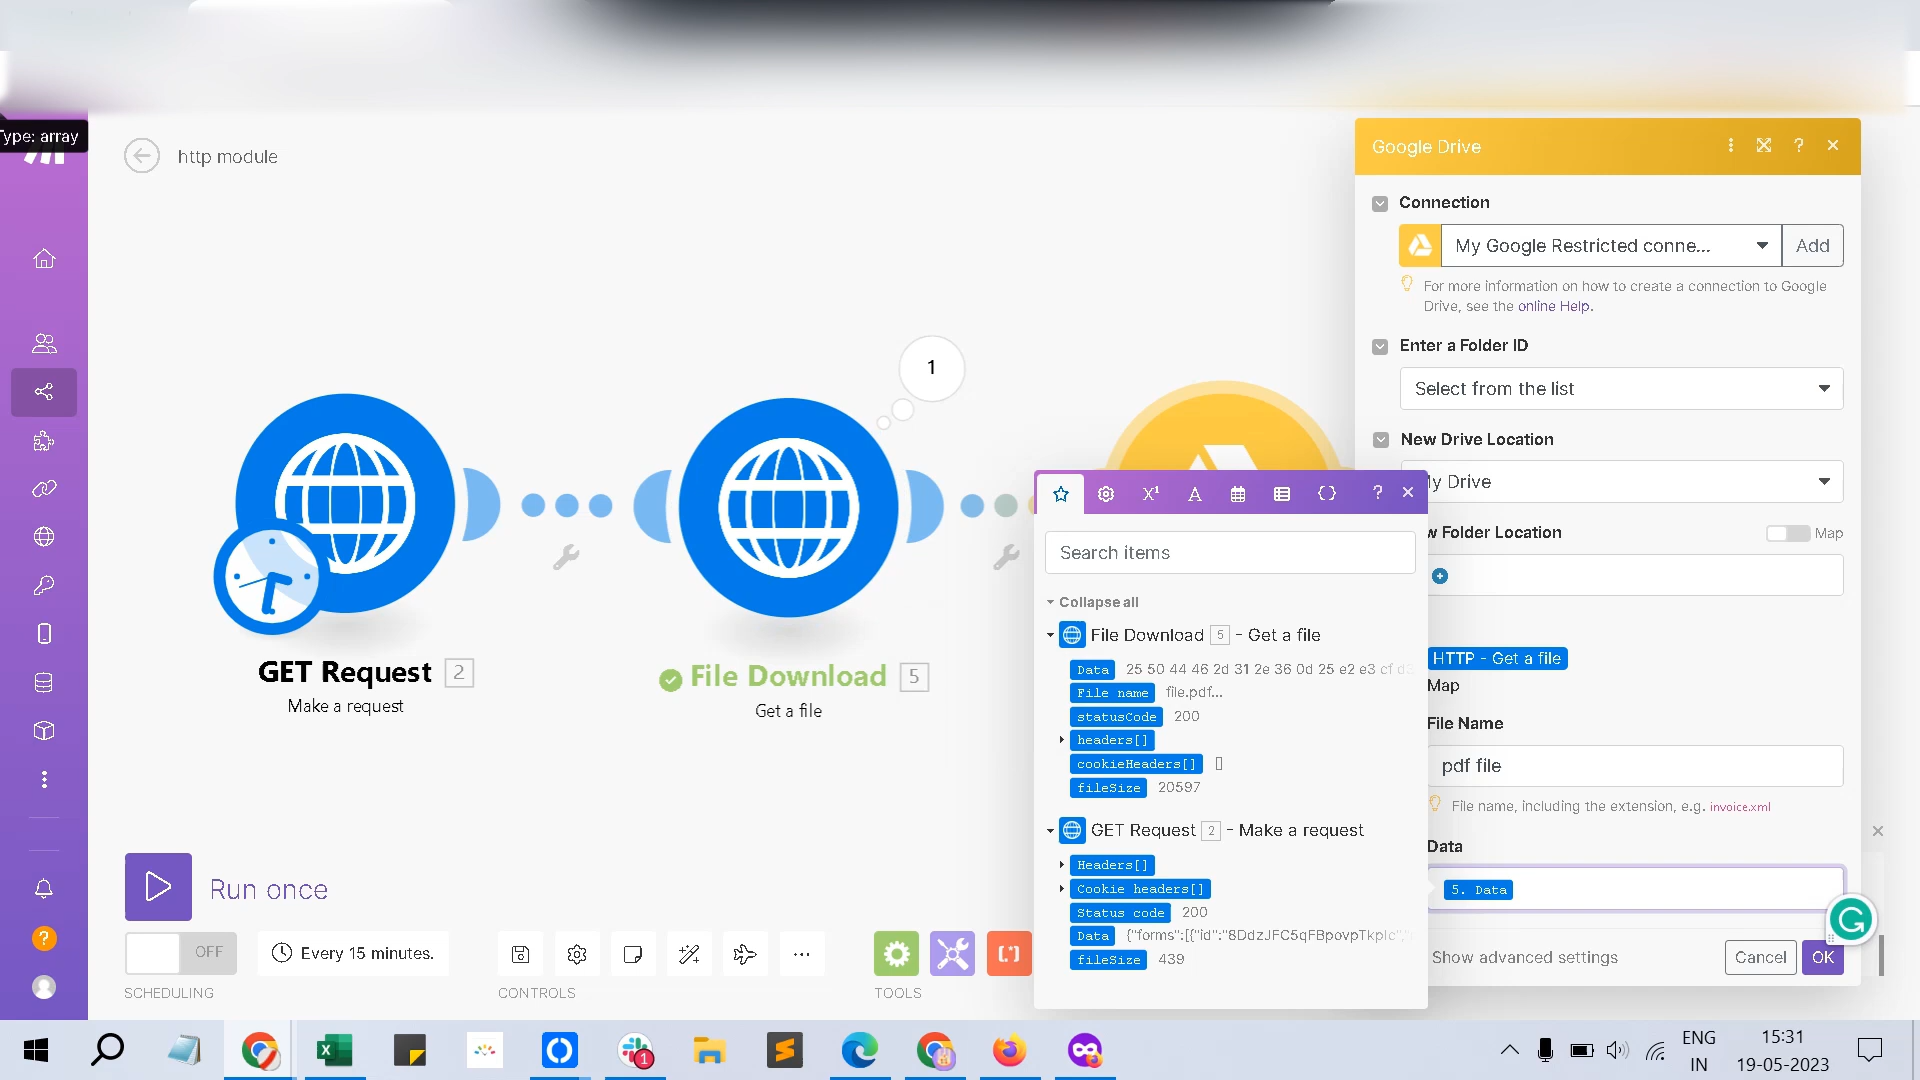 Type: array
http module
Google Drive
?
Connection
My Google Restricted conne...
Add
For more information on how to create a connection to Google
Drive, see the online Help.
Enter a Folder ID
Select from the list
New Drive Location
My Drive
w Folder Location
Map
HTTP - Get a file
Map
File Name
pdf file
File name, including the extension, e.g. invoice.xml
Data
5. Data
Show advanced settings
Cancel
OK
1
GET Request 2
Make a request
File Download 5
Get a file
X¹ A ?
Search items
Collapse all
File Download 5 - Get a file
Data 25 50 44 46 2d 31 2e 36 0d 25 e2 e3 cf d3
File name file.pdf...
statusCode 200
headers[]
cookieHeaders[] []
fileSize 20597
GET Request 2 - Make a request
Headers[]
Cookie headers[]
Status code 200
Data {"forms":[{"id":"8DdzJFC5qFBpovpTkpIc","
fileSize 439
Run once
OFF
Every 15 minutes.
SCHEDULING
CONTROLS
TOOLS
?
1
ENG
IN
15:31
19-05-2023